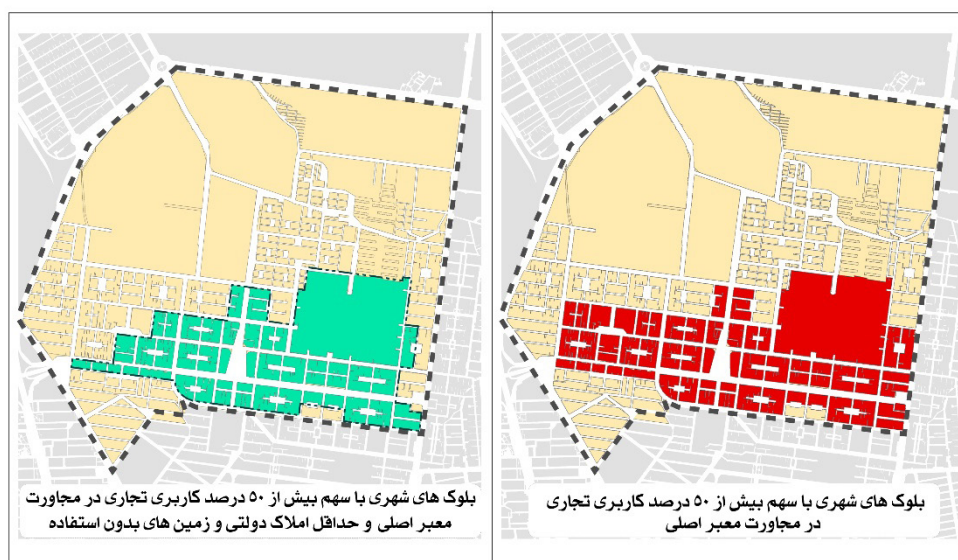 بلوک های شهری با سهم بیش از ۵۰ درصد کاربری تجاری
در مجاورت معبر اصلی
بلوک های شهری با سهم بیش از ۵۰ درصد کاربری تجاری در مجاورت
معبر اصلی و حداقل املاک دولتی و زمین های بدون استفاده